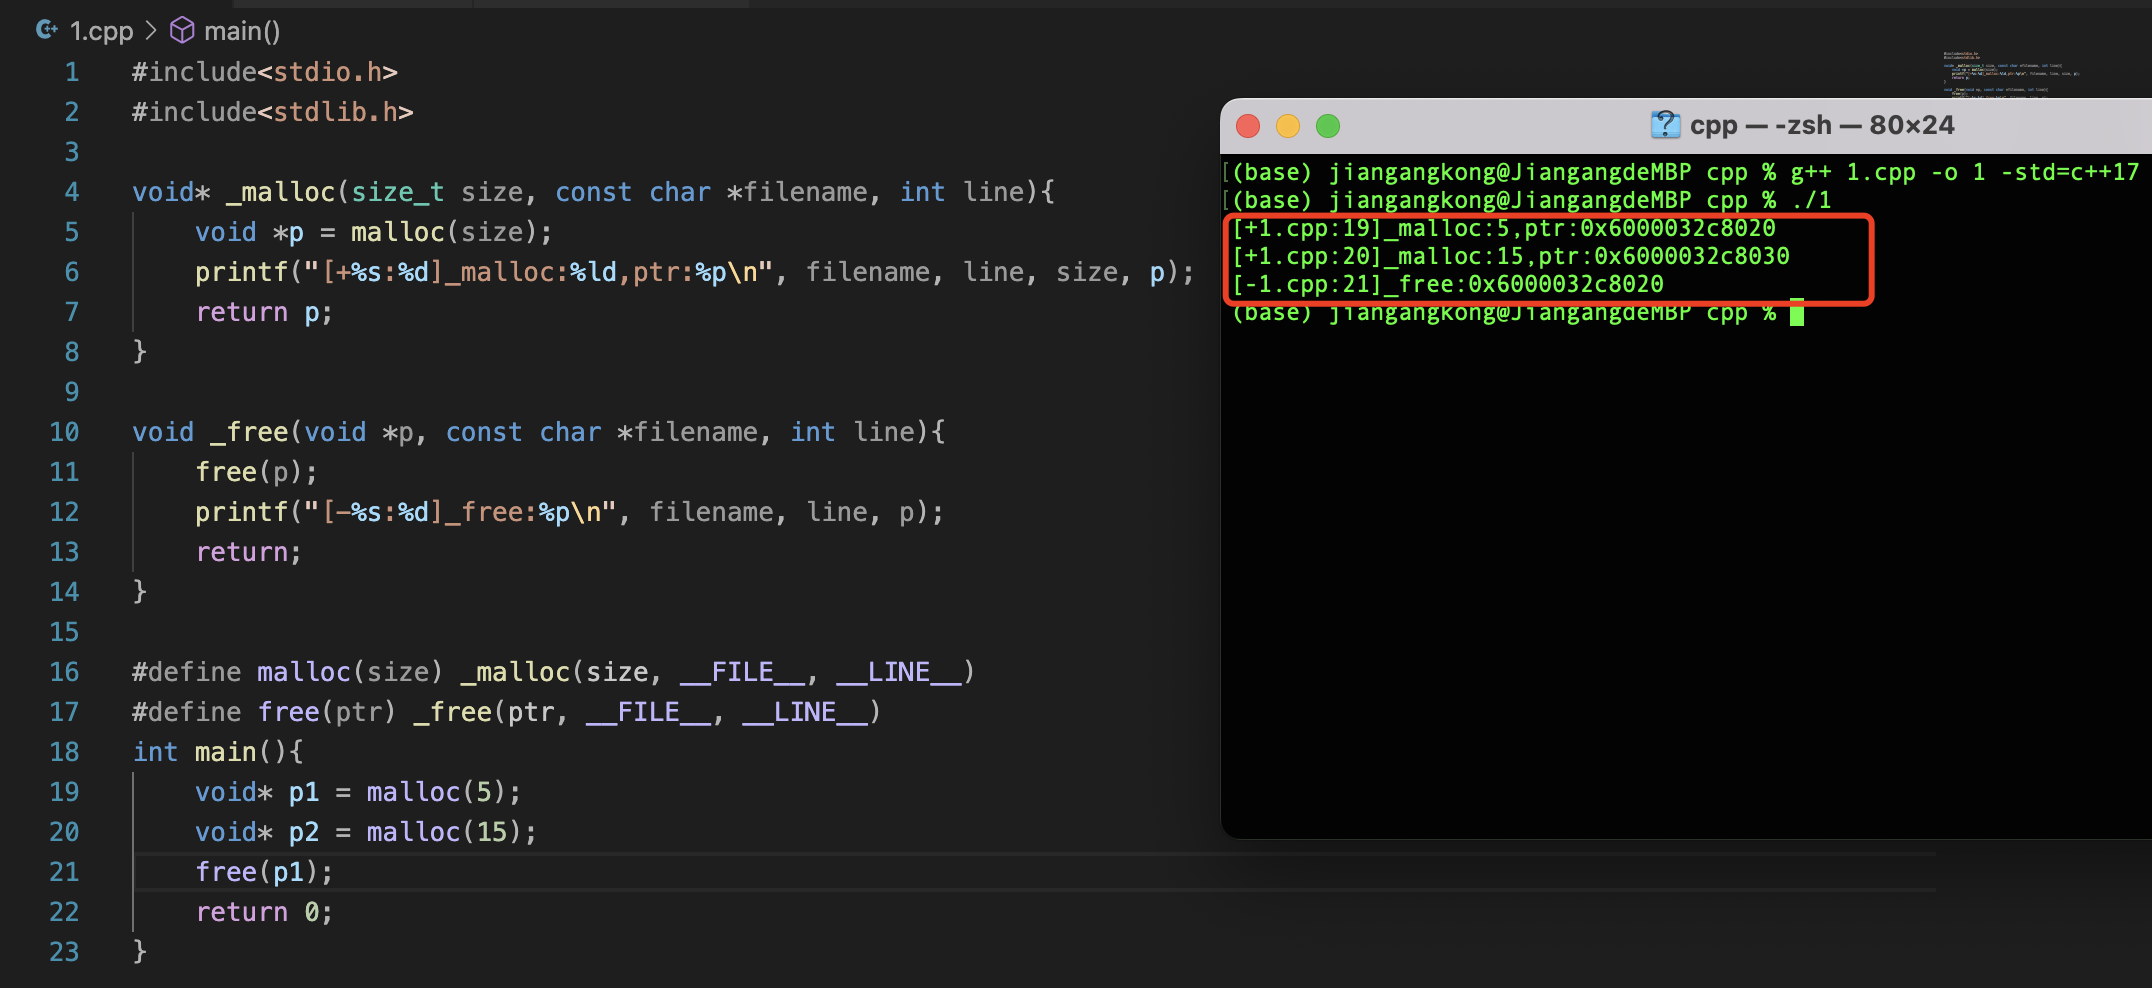 1.cpp > main()
1 #include<stdio.h>
2 #include<stdlib.h>
3
4 void* _malloc(size_t size, const char *filename, int line){
5     void *p = malloc(size);
6     printf("[+%s:%d]_malloc:%ld,ptr:%p\n", filename, line, size, p);
7     return p;
8 }
9
10 void _free(void *p, const char *filename, int line){
11     free(p);
12     printf("[-%s:%d]_free:%p\n", filename, line, p);
13     return;
14 }
15
16 #define malloc(size) _malloc(size, __FILE__, __LINE__)
17 #define free(ptr) _free(ptr, __FILE__, __LINE__)
18 int main(){
19     void* p1 = malloc(5);
20     void* p2 = malloc(15);
21     free(p1);
22     return 0;
23 }
cpp — -zsh — 80×24
(base) jiangangkong@JiangangdeMBP cpp % g++ 1.cpp -o 1 -std=c++17
(base) jiangangkong@JiangangdeMBP cpp % ./1
[+1.cpp:19]_malloc:5,ptr:0x6000032c8020
[+1.cpp:20]_malloc:15,ptr:0x6000032c8030
[-1.cpp:21]_free:0x6000032c8020
(base) jiangangkong@JiangangdeMBP cpp %